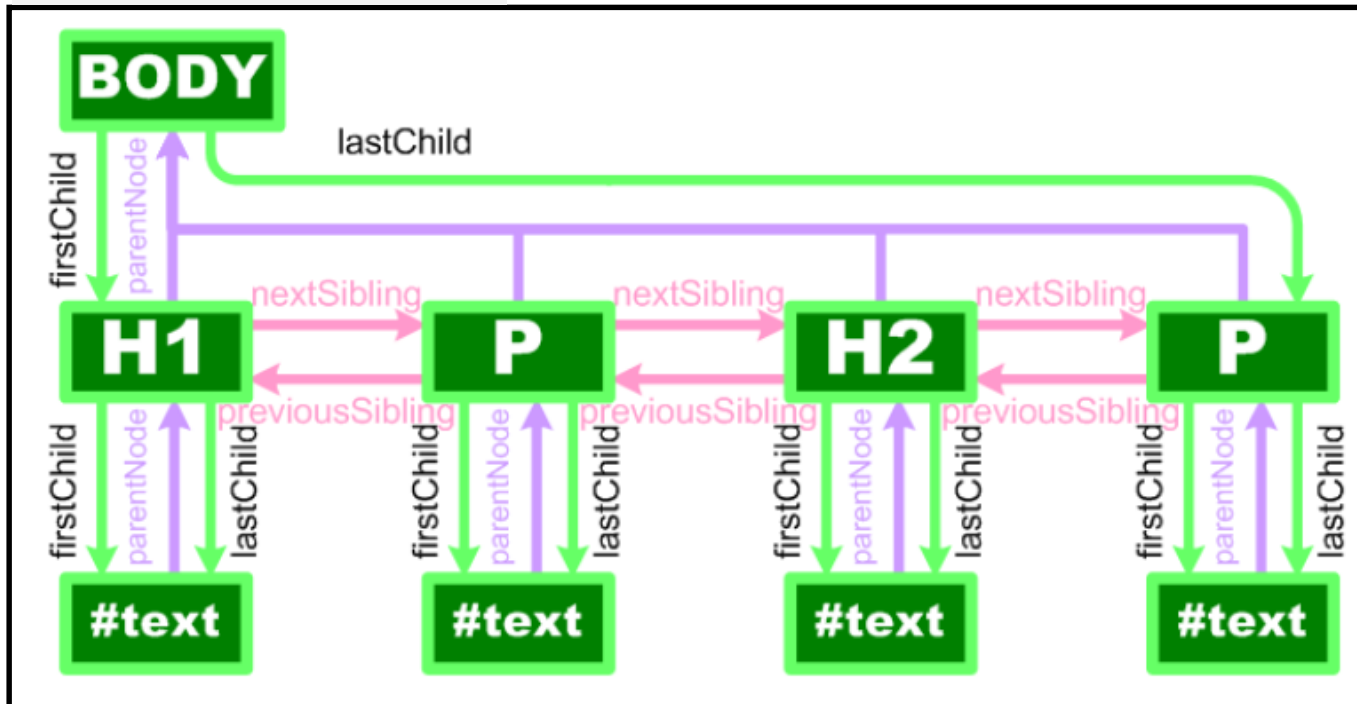 BODY
lastChild
firstChild
parentNode
nextSibling nextSibling nextSibling
H1 P H2 P
previousSibling previousSibling previousSibling
firstChild parentNode lastChild firstChild parentNode lastChild firstChild parentNode lastChild firstChild parentNode lastChild
#text #text #text #text